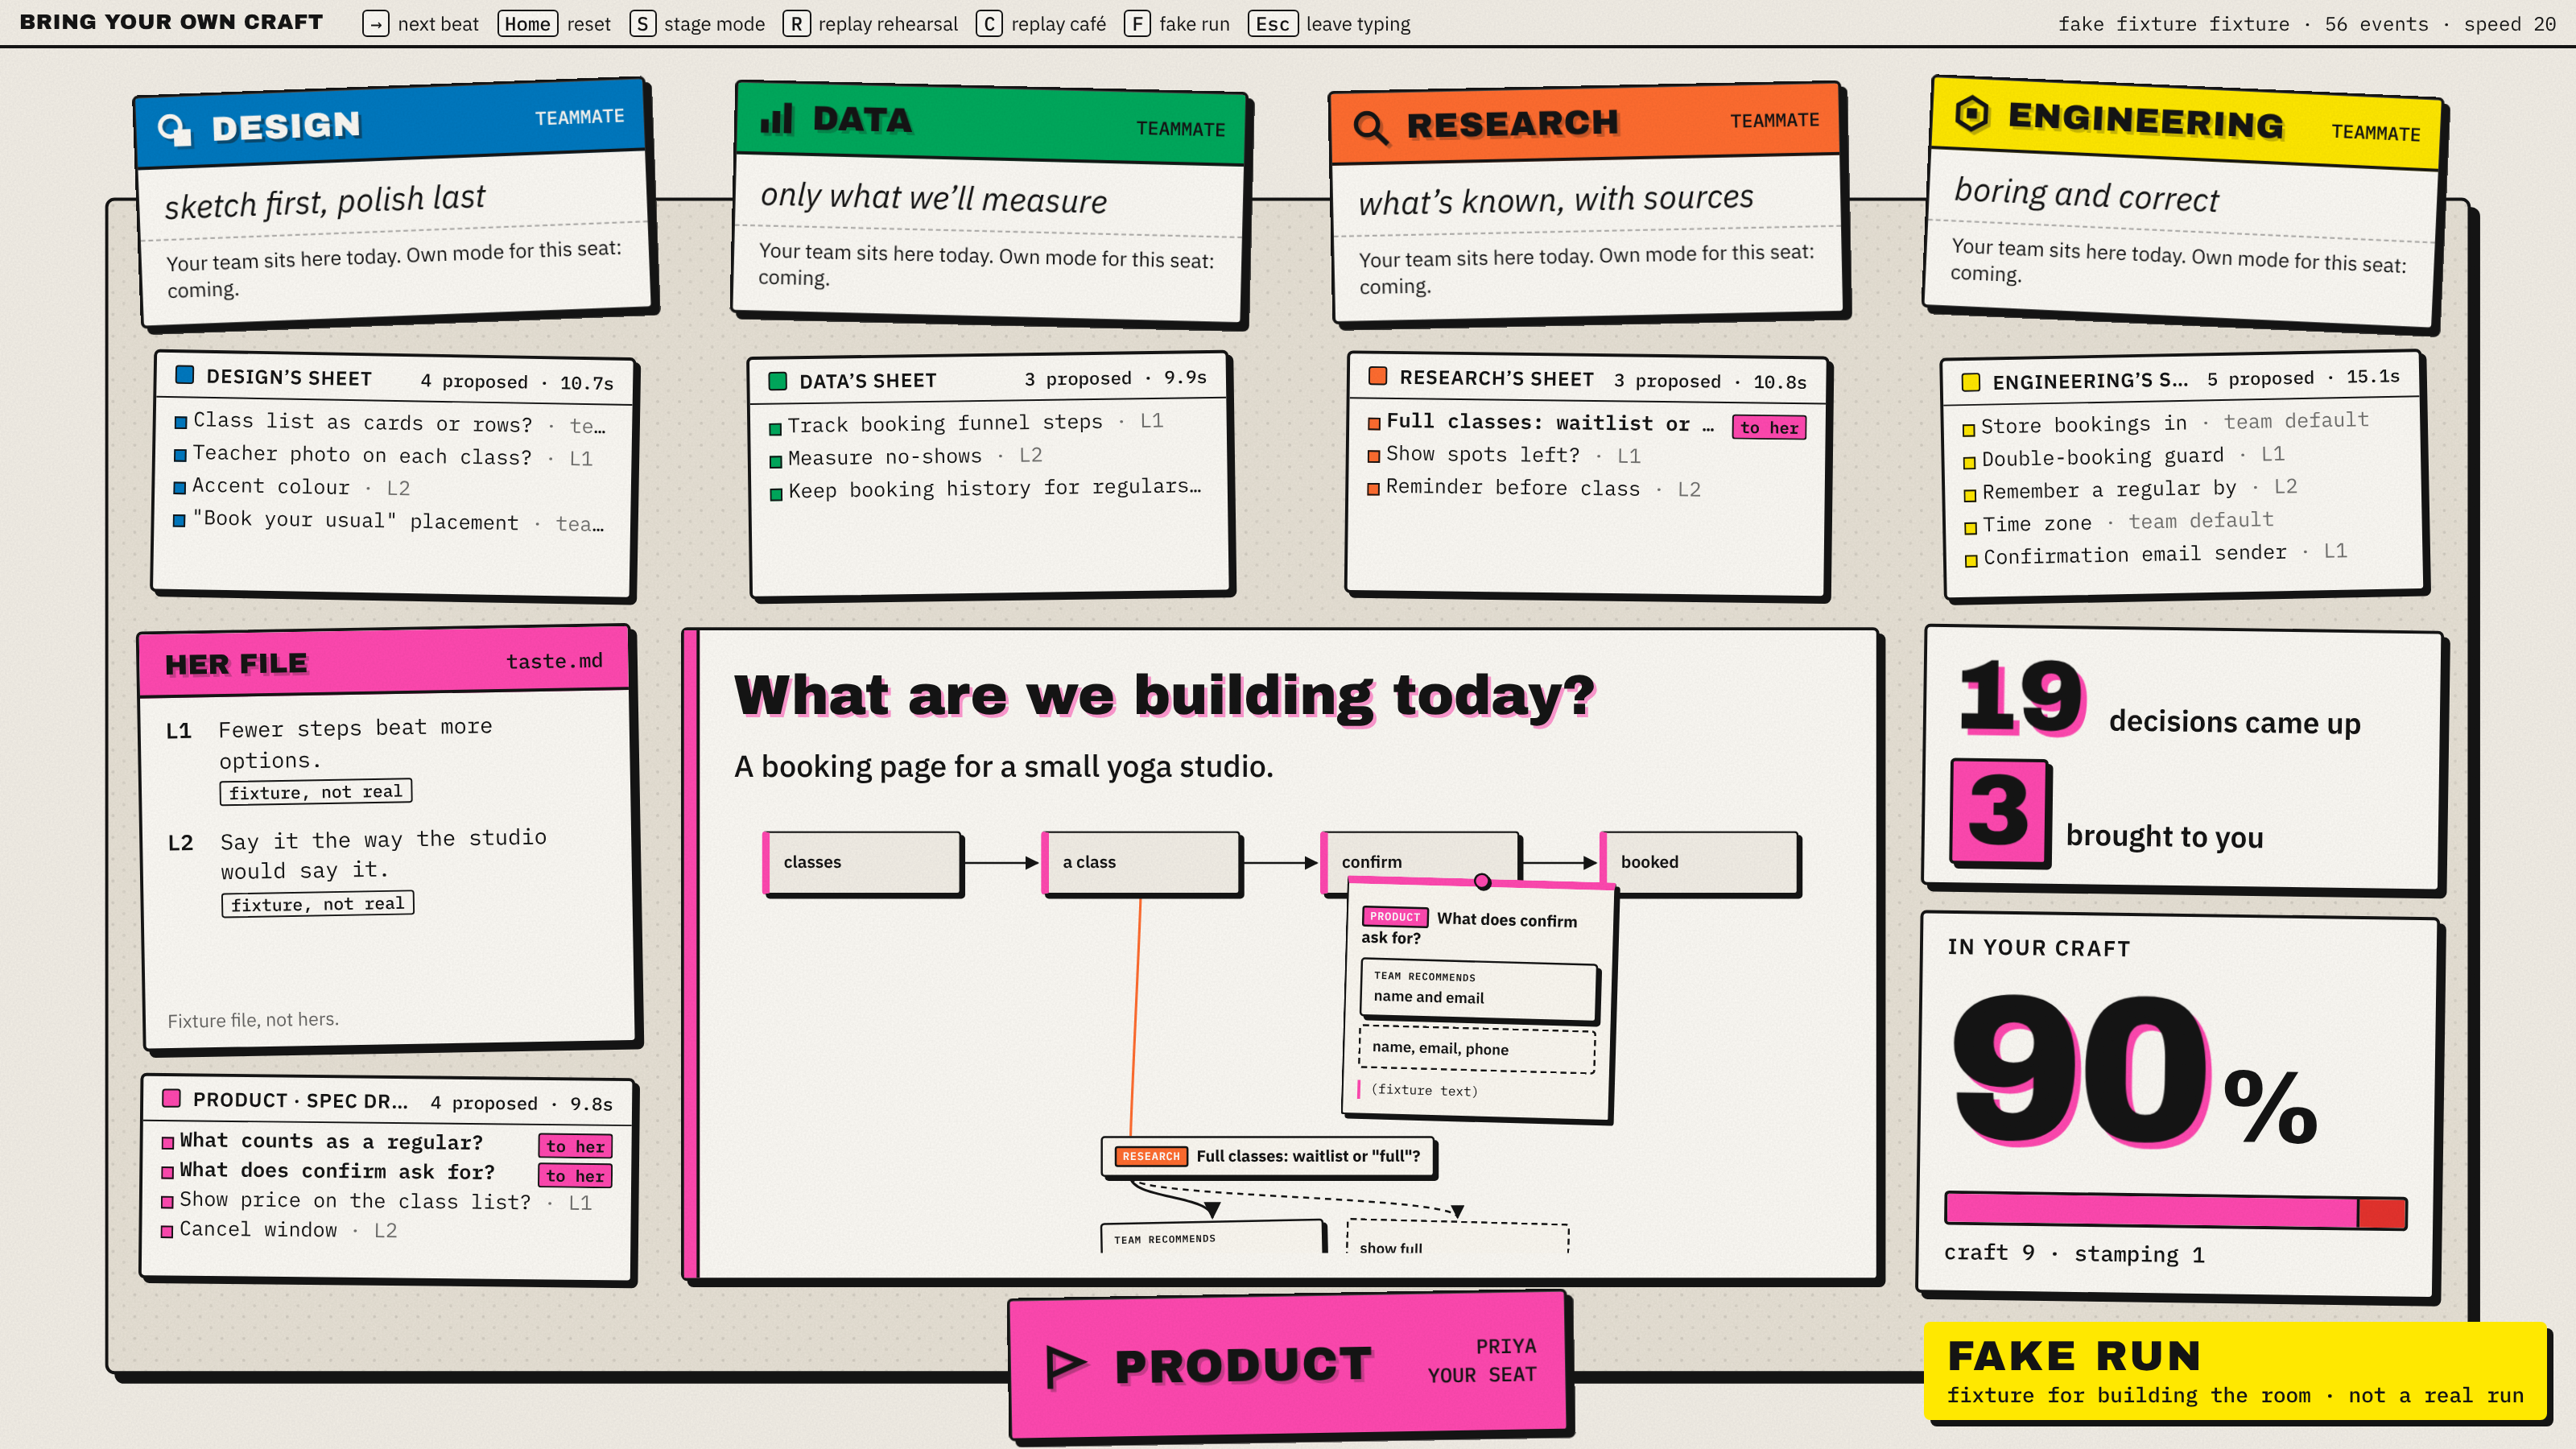 BRING YOUR OWN CRAFT
→ next beat Home reset S stage mode R replay rehearsal C replay café F fake run Esc leave typing
fake fixture fixture · 56 events · speed 20
DESIGN
TEAMMATE
sketch first, polish last
Your team sits here today. Own mode for this seat:
coming.
DATA
TEAMMATE
only what we’ll measure
Your team sits here today. Own mode for this seat:
coming.
RESEARCH
TEAMMATE
what’s known, with sources
Your team sits here today. Own mode for this seat:
coming.
ENGINEERING
TEAMMATE
boring and correct
Your team sits here today. Own mode for this seat:
coming.
DESIGN’S SHEET 4 proposed · 10.7s
Class list as cards or rows? · te…
Teacher photo on each class? · L1
Accent colour · L2
"Book your usual" placement · tea…
DATA’S SHEET 3 proposed · 9.9s
Track booking funnel steps · L1
Measure no-shows · L2
Keep booking history for regulars…
RESEARCH’S SHEET 3 proposed · 10.8s
Full classes: waitlist or … to her
Show spots left? · L1
Reminder before class · L2
ENGINEERING’S S… 5 proposed · 15.1s
Store bookings in · team default
Double-booking guard · L1
Remember a regular by · L2
Time zone · team default
Confirmation email sender · L1
HER FILE taste.md
L1 Fewer steps beat more
options.
fixture, not real
L2 Say it the way the studio
would say it.
fixture, not real
Fixture file, not hers.
PRODUCT · SPEC DR… 4 proposed · 9.8s
What counts as a regular? to her
What does confirm ask for? to her
Show price on the class list? · L1
Cancel window · L2
What are we building today?
A booking page for a small yoga studio.
classes
a class
confirm
booked
PRODUCT What does confirm
ask for?
TEAM RECOMMENDS
name and email
name, email, phone
(fixture text)
RESEARCH Full classes: waitlist or "full"?
TEAM RECOMMENDS
show full
19 decisions came up
3 brought to you
IN YOUR CRAFT
90%
craft 9 · stamping 1
PRODUCT
PRIYA
YOUR SEAT
FAKE RUN
fixture for building the room · not a real run